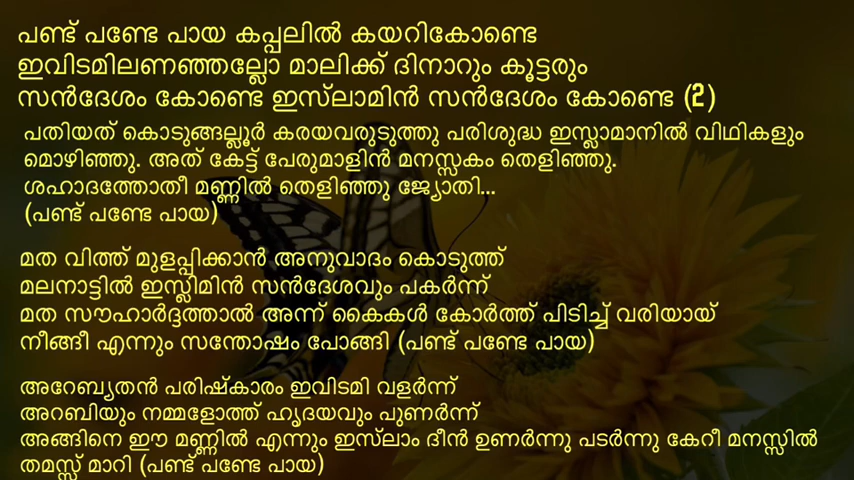 പണ്ട് പണ്ടേ പായ കപ്പലിൽ കയറികോണ്ടെ
ഇവിടമിലണഞ്ഞല്ലോ മാലിക്ക് ദിനാറും കൂട്ടരും
സൻദേശം കോണ്ടെ ഇസ്ലാമിൻ സൻദേശം കോണ്ടെ (2)
പതിയത് കൊടുങ്ങല്ലൂർ കരയവരുടുത്തു പരിശുദ്ധ ഇസ്ലാമാനിൽ വിഥികളും
മൊഴിഞ്ഞു. അത് കേട്ട് പേരുമാളിൻ മനസ്സകം തെളിഞ്ഞു.
ശഹാദത്തോതീ മണ്ണിൽ തെളിഞ്ഞു ജ്യോതി...
(പണ്ട് പണ്ടേ പായ)
മത വിത്ത് മുളപ്പിക്കാൻ അനുവാദം കൊടുത്ത്
മലനാട്ടിൽ ഇസ്ലിമിൻ സൻദേശവും പകർന്ന്
മത സൗഹാർദ്ദത്താൽ അന്ന് കൈകൾ കോർത്ത് പിടിച്ച് വരിയായ്
നീങ്ങീ എന്നും സന്തോഷം പോങ്ങി (പണ്ട് പണ്ടേ പായ)
അറേബ്യതൻ പരിഷ്കാരം ഇവിടമി വളർന്ന്
അറബിയും നമ്മളോത്ത് ഹൃദയവും പുണർന്ന്
അങ്ങിനെ ഈ മണ്ണിൽ എന്നും ഇസ്ലാം ദീൻ ഉണർന്നു പടർന്നു കേറീ മനസ്സിൽ
തമസ്സ് മാറി (പണ്ട് പണ്ടേ പായ)